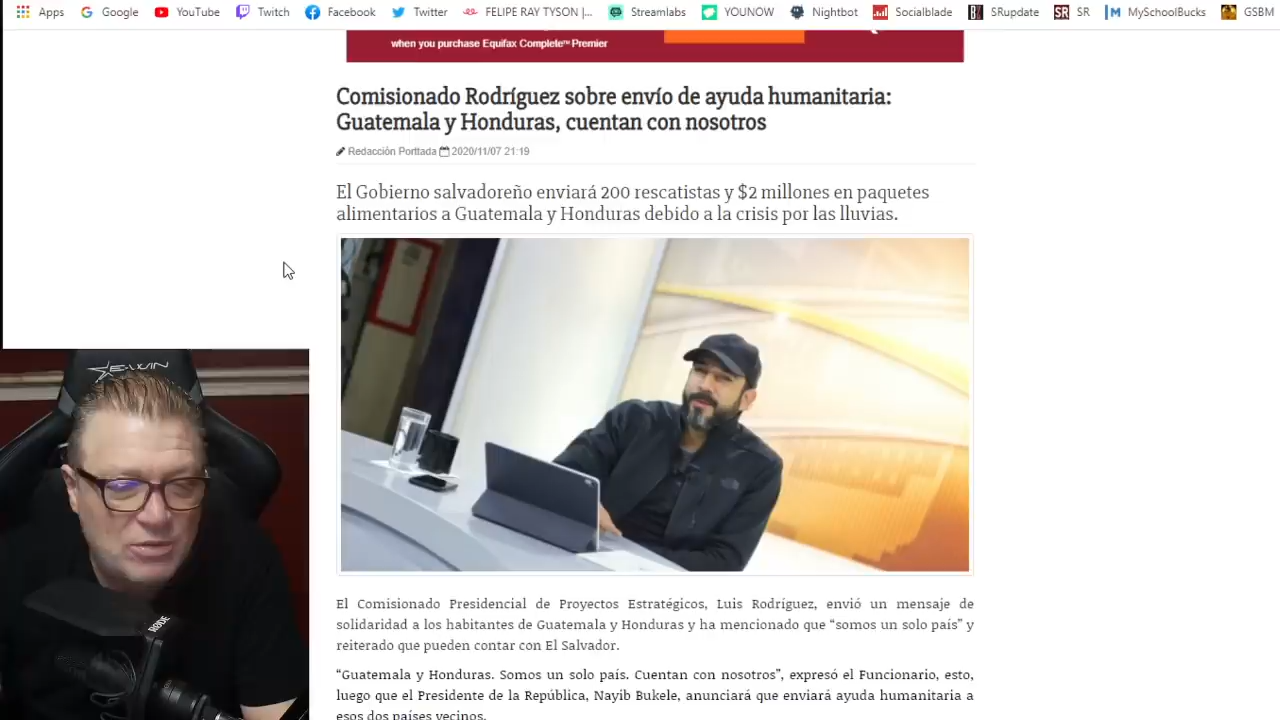 Apps Google YouTube Twitch Facebook Twitter FELIPE RAY TYSON |... Streamlabs YOUNOW Nightbot Socialblade SRupdate SR MySchoolBucks GSBM
when you purchase Equifax Complete™ Premier
Comisionado Rodríguez sobre envío de ayuda humanitaria:
Guatemala y Honduras, cuentan con nosotros
Redacción Porttada 2020/11/07 21:19
El Gobierno salvadoreño enviará 200 rescatistas y $2 millones en paquetes
alimentarios a Guatemala y Honduras debido a la crisis por las lluvias.
E-WIN
RØDE
El Comisionado Presidencial de Proyectos Estratégicos, Luis Rodríguez, envió un mensaje de
solidaridad a los habitantes de Guatemala y Honduras y ha mencionado que “somos un solo país” y
reiterado que pueden contar con El Salvador.
“Guatemala y Honduras. Somos un solo país. Cuentan con nosotros”, expresó el Funcionario, esto,
luego que el Presidente de la República, Nayib Bukele, anunciará que enviará ayuda humanitaria a
esos dos países vecinos.